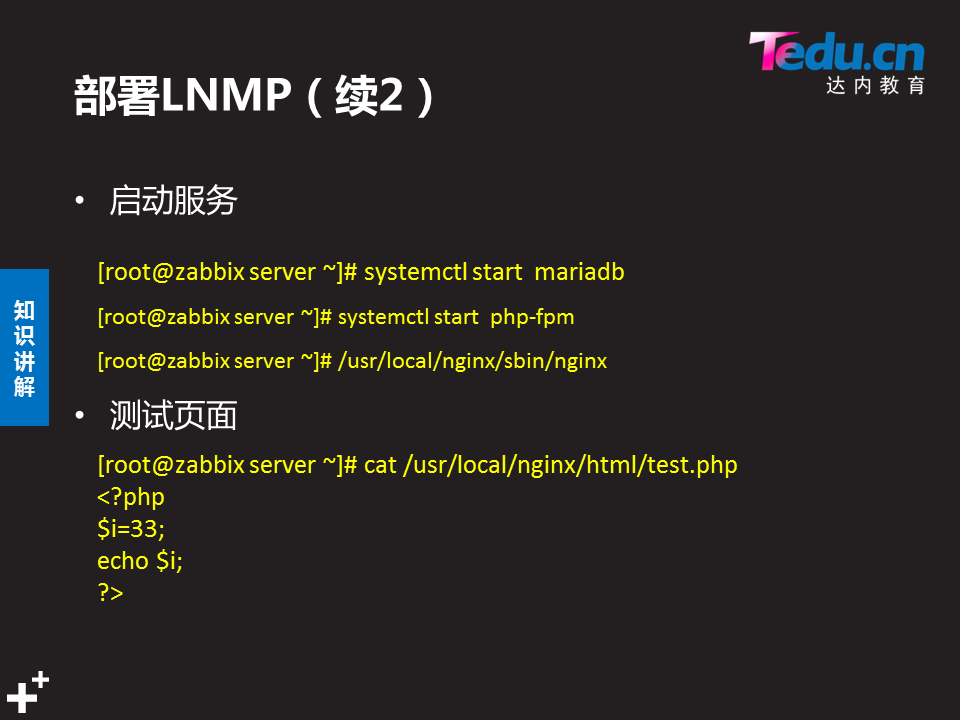 Tedu.cn
达内教育
部署LNMP（续2）
• 启动服务
[root@zabbix server ~]# systemctl start  mariadb
[root@zabbix server ~]# systemctl start  php-fpm
[root@zabbix server ~]# /usr/local/nginx/sbin/nginx
知识讲解
• 测试页面
[root@zabbix server ~]# cat /usr/local/nginx/html/test.php
<?php
$i=33;
echo $i;
?>